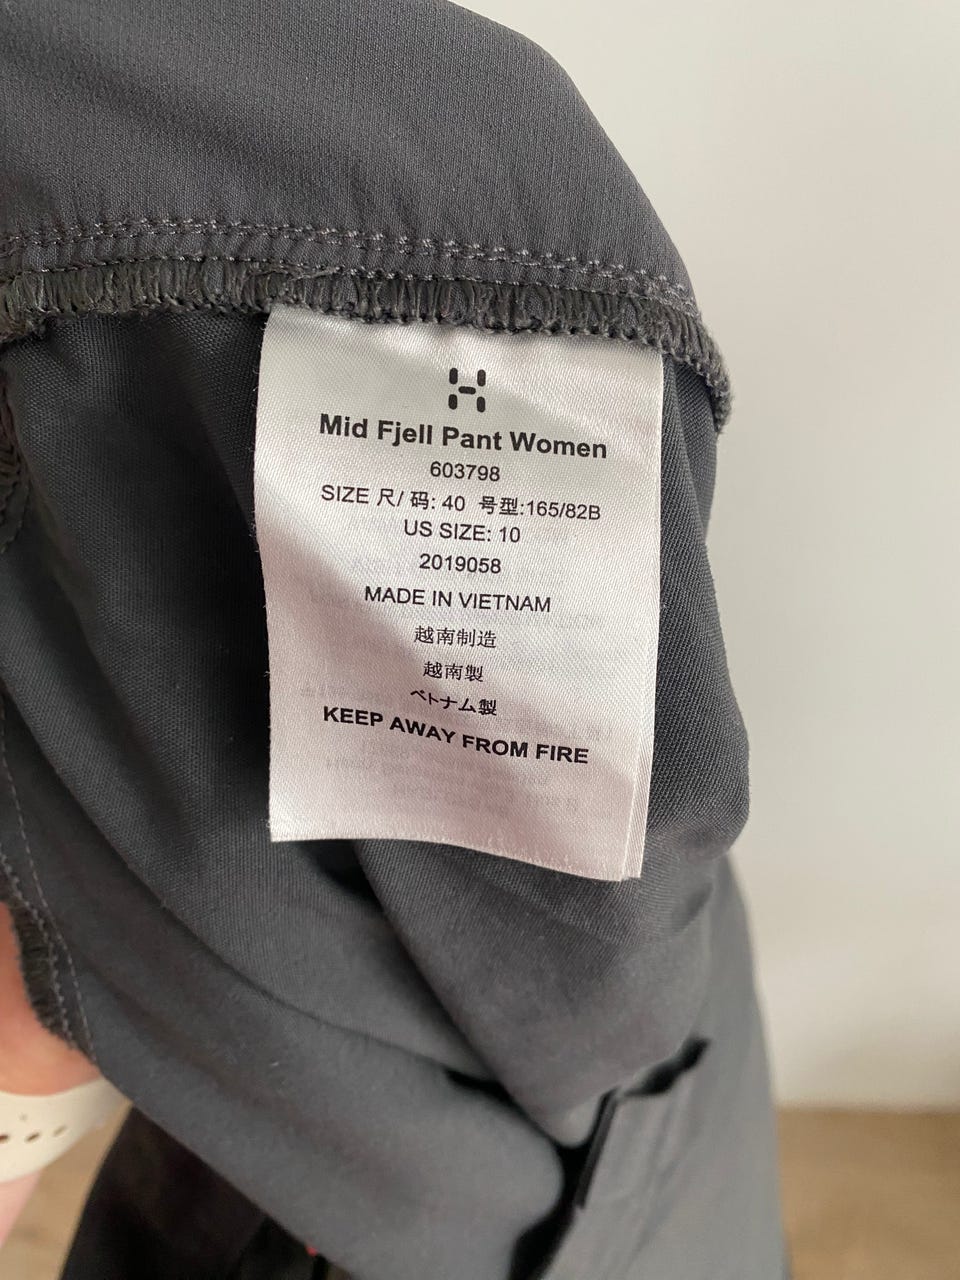 Mid Fjell Pant Women
603798
SIZE 尺/ 码: 40 号型:165/82B
US SIZE: 10
2019058
MADE IN VIETNAM
越南制造
越南製
ベトナム製
KEEP AWAY FROM FIRE